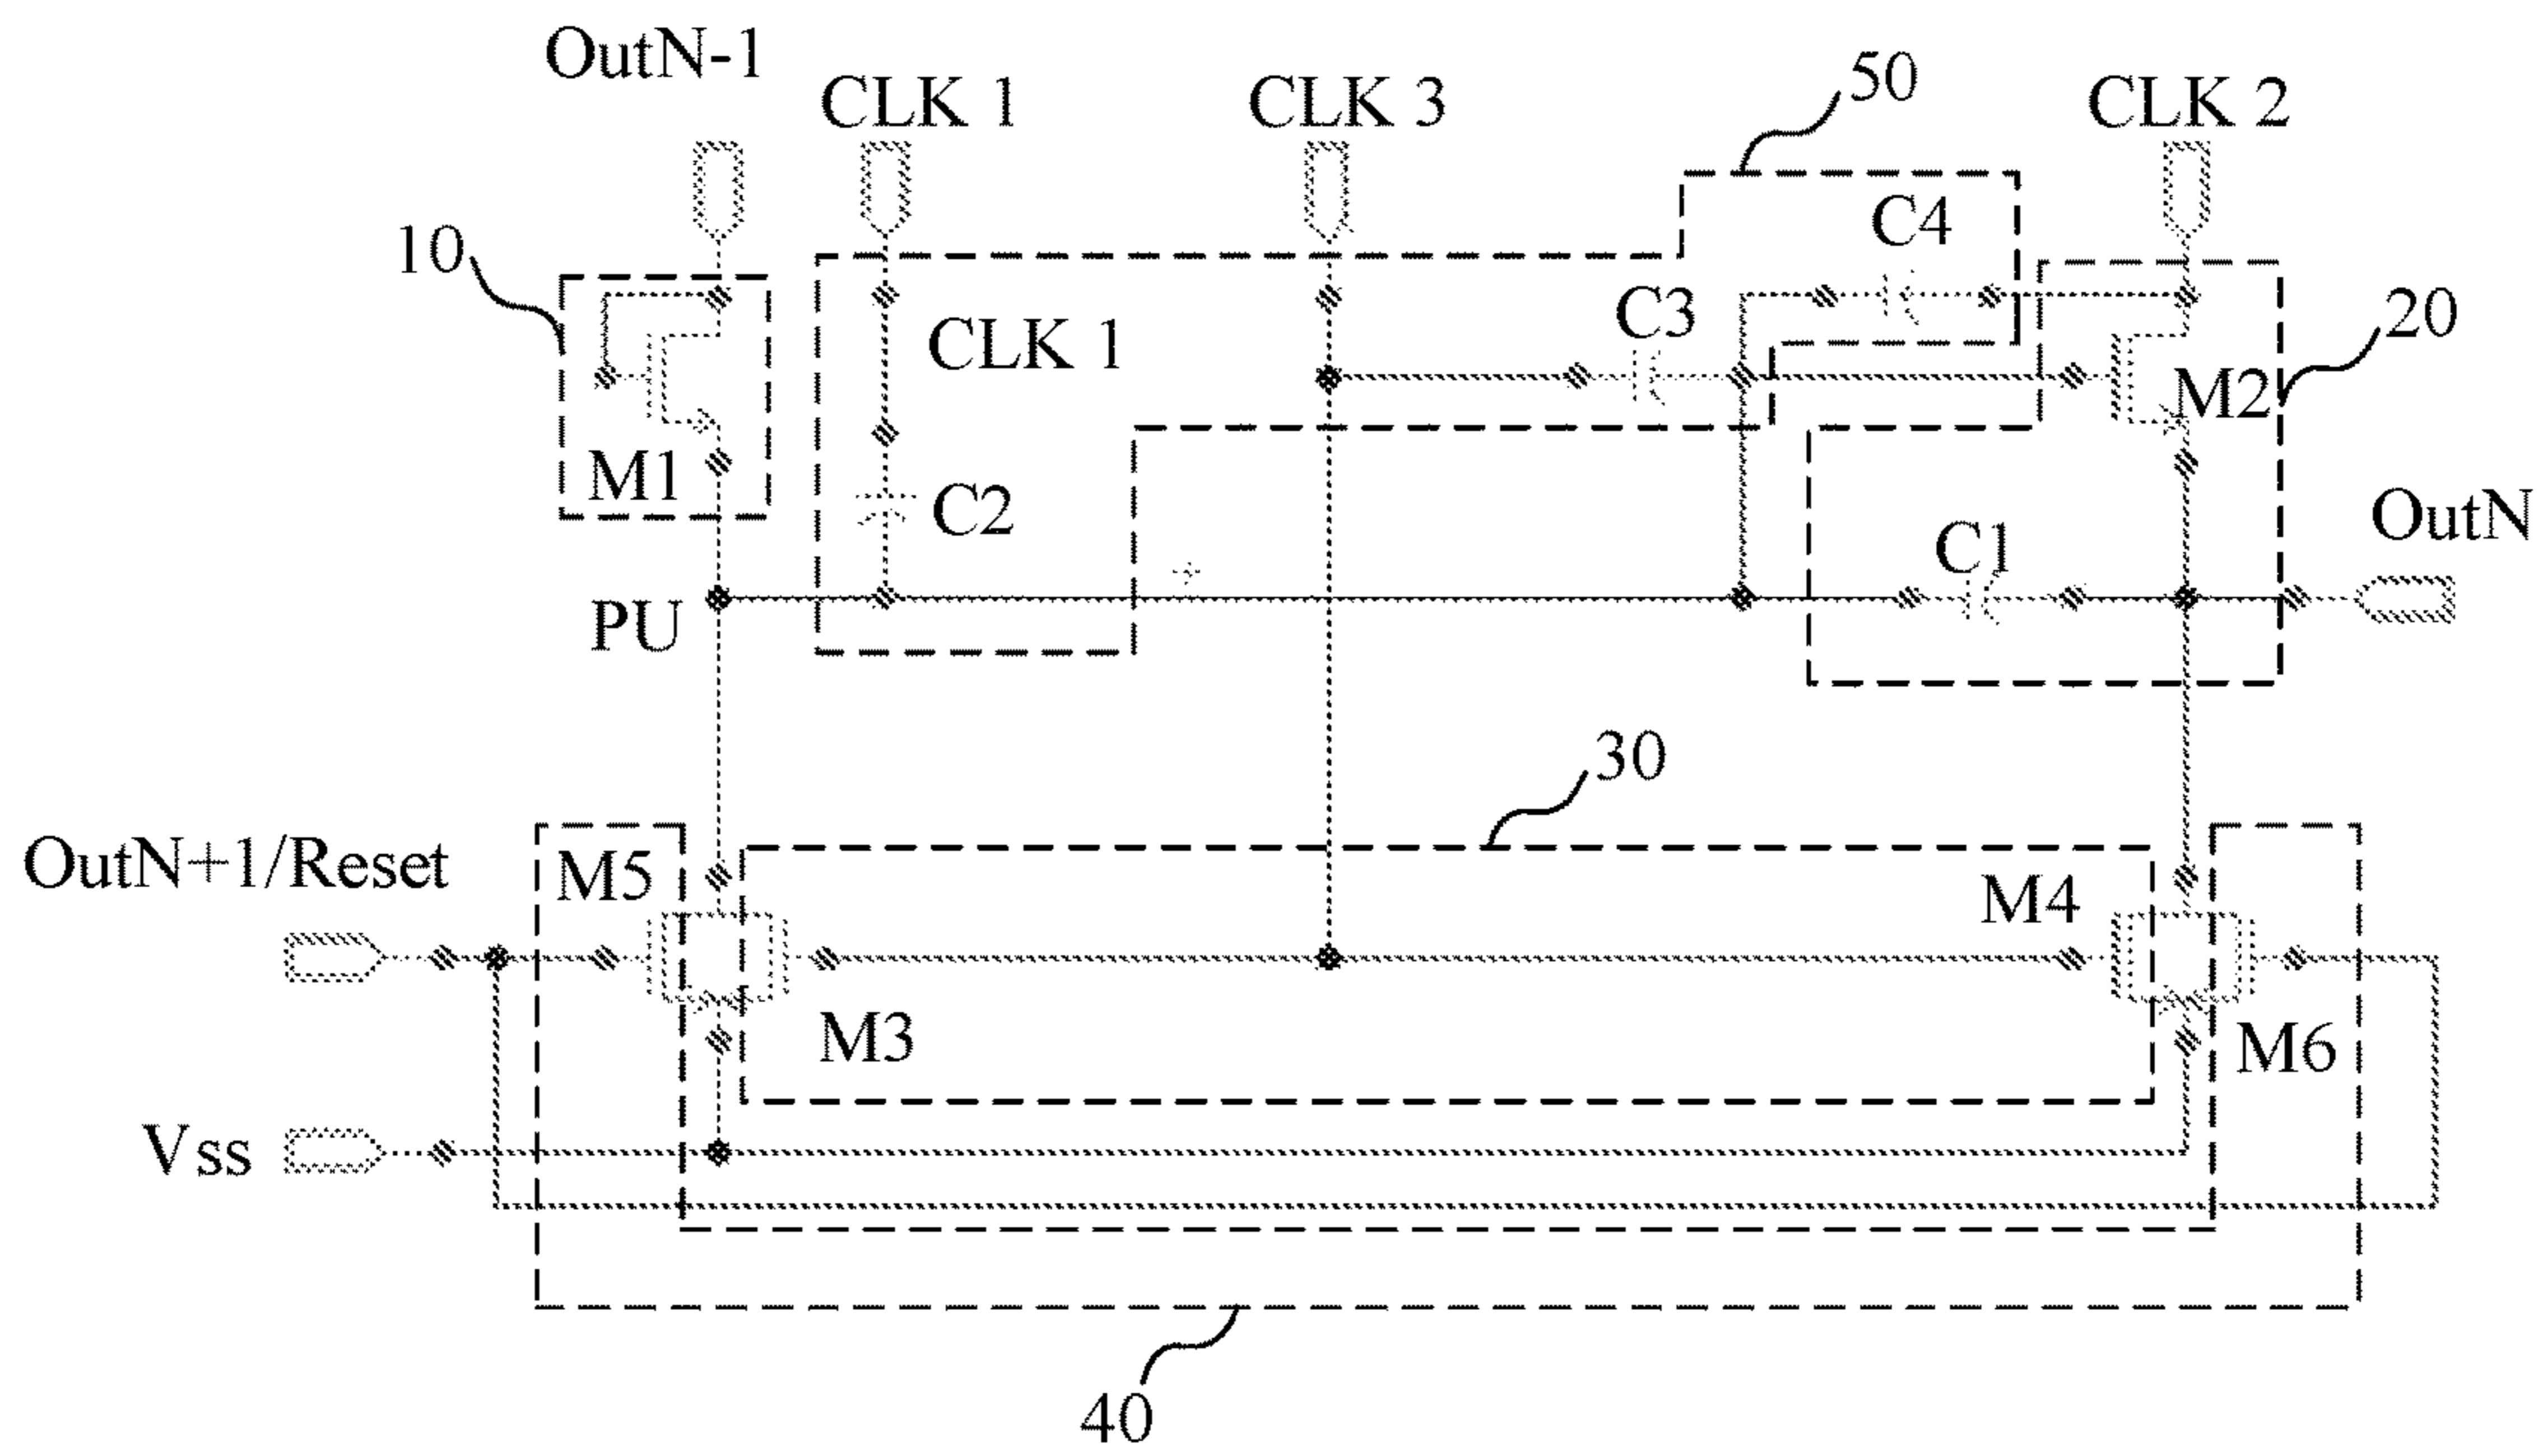 OutN-1
CLK 1
CLK 3
50
CLK 2
10
C4
C3
CLK 1
20
M2
M1
C2
OutN
C1
PU
30
OutN+1/Reset
M5
M4
M3
M6
Vss
40